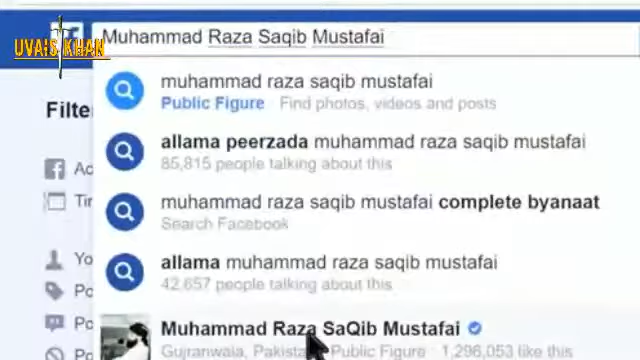 UVAIS KHAN
Muhammad Raza Saqib Mustafai
muhammad raza saqib mustafai
Public Figure · Find photos, videos and posts
Filter
allama peerzada muhammad raza saqib mustafai
85,815 people talking about this
muhammad raza saqib mustafai complete byanaat
Search Facebook
allama muhammad raza saqib mustafai
42,657 people talking about this
Muhammad Raza SaQib Mustafai
Gujranwala, Pakistan · Public Figure · 1,296,053 like this